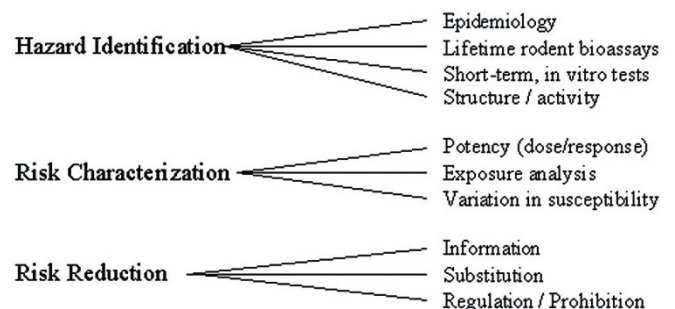 Hazard Identification
Epidemiology
Lifetime rodent bioassays
Short-term, in vitro tests
Structure / activity
Risk Characterization
Potency (dose/response)
Exposure analysis
Variation in susceptibility
Risk Reduction
Information
Substitution
Regulation / Prohibition